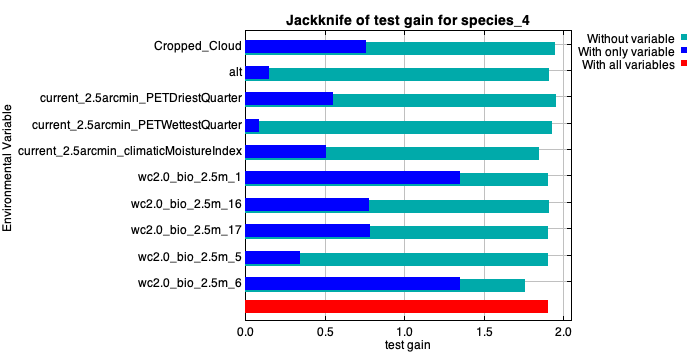 Jackknife of test gain for species_4
Without variable
With only variable
With all variables
Environmental Variable
Cropped_Cloud
alt
current_2.5arcmin_PETDriestQuarter
current_2.5arcmin_PETWettestQuarter
current_2.5arcmin_climaticMoistureIndex
wc2.0_bio_2.5m_1
wc2.0_bio_2.5m_16
wc2.0_bio_2.5m_17
wc2.0_bio_2.5m_5
wc2.0_bio_2.5m_6
0.0 0.5 1.0 1.5 2.0
test gain